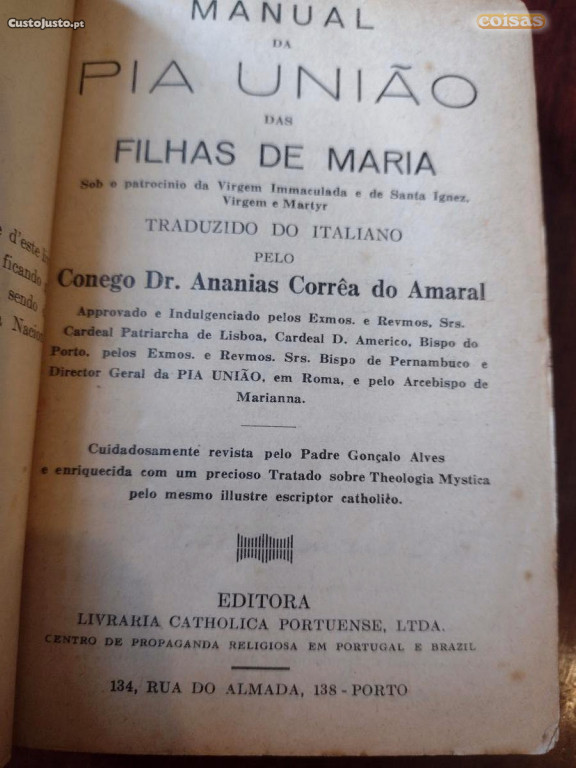 CustoJusto.pt
coisas
MANUAL
DA
PIA UNIÃO
DAS
FILHAS DE MARIA
Sob o patrocinio da Virgem Immaculada e de Santa Ignez,
Virgem e Martyr
TRADUZIDO DO ITALIANO
PELO
Conego Dr. Ananias Corrêa do Amaral
Approvado e Indulgenciado pelos Exmos. e Revmos. Srs.
Cardeal Patriarcha de Lisboa, Cardeal D. Americo, Bispo do
Porto, pelos Exmos. e Revmos. Srs. Bispo de Pernambuco e
Director Geral da PIA UNIÃO, em Roma, e pelo Arcebispo de
Marianna.
Cuidadosamente revista pelo Padre Gonçalo Alves
e enriquecida com um precioso Tratado sobre Theologia Mystica
pelo mesmo illustre escriptor catholico.
EDITORA
LIVRARIA CATHOLICA PORTUENSE, LTDA.
CENTRO DE PROPAGANDA RELIGIOSA EM PORTUGAL E BRAZIL
134, RUA DO ALMADA, 138 - PORTO
e d'este
ficando
sendo
Nacio